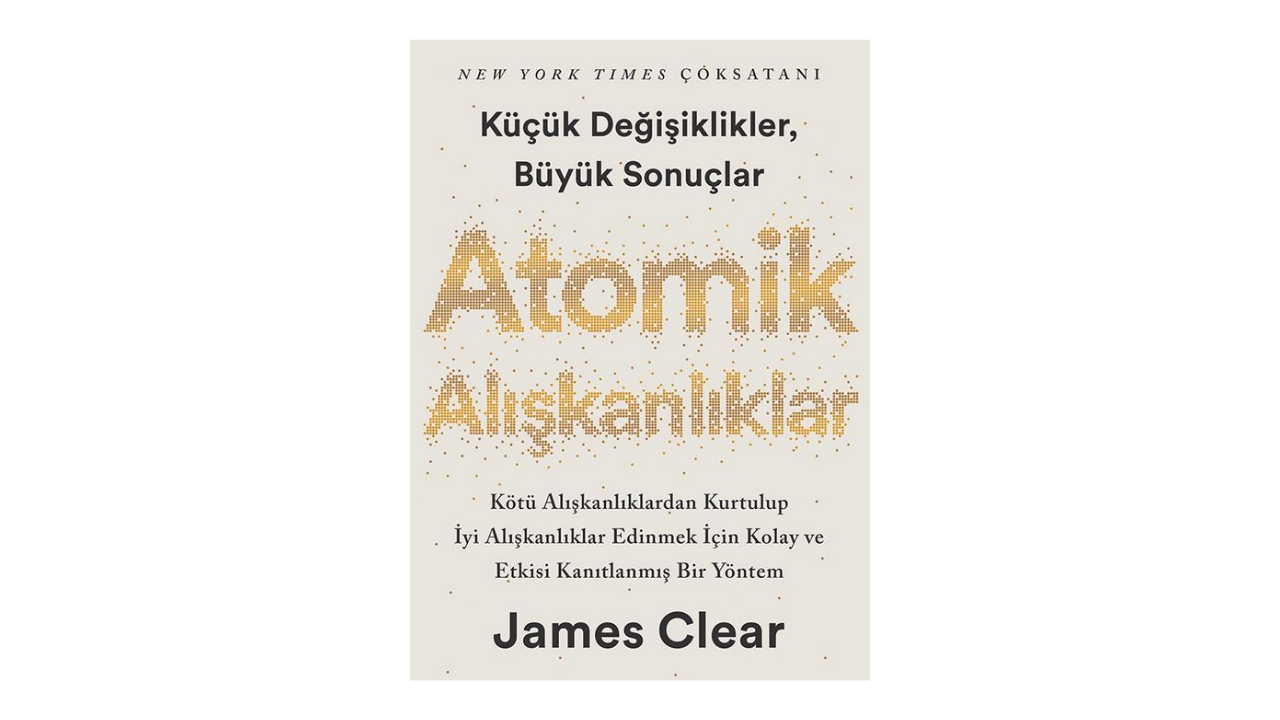 NEW YORK TIMES ÇOKSATANI
Küçük Değişiklikler,
Büyük Sonuçlar
Atomik
Alışkanlıklar
Kötü Alışkanlıklardan Kurtulup
İyi Alışkanlıklar Edinmek İçin Kolay ve
Etkisi Kanıtlanmış Bir Yöntem
James Clear